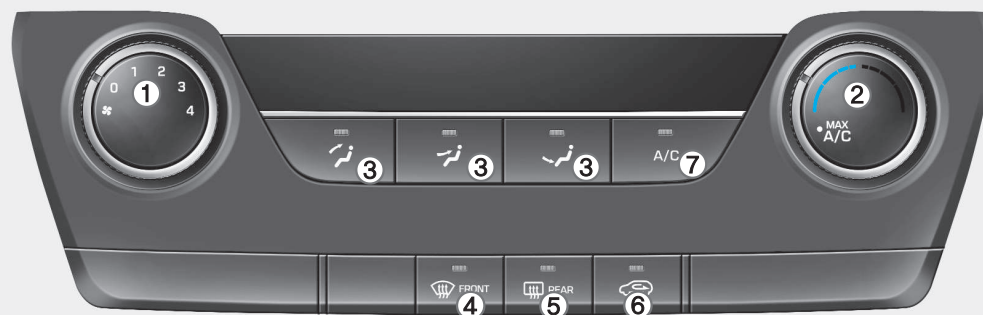 0 1 2 3 4
①
②
MAX
A/C
③ ③ ③ A/C ⑦
FRONT ④ REAR ⑤ ⑥